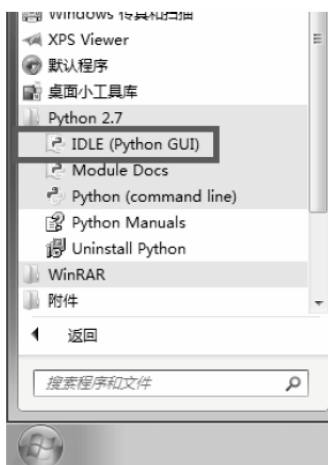 XPS Viewer
默认程序
桌面小工具库
Python 2.7
IDLE (Python GUI)
Module Docs
Python (command line)
Python Manuals
Uninstall Python
WinRAR
附件
返回
搜索程序和文件